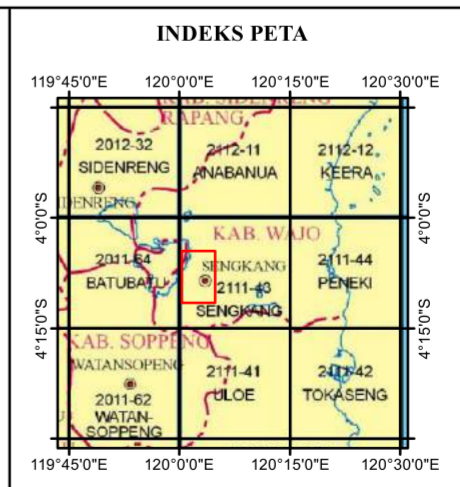 INDEKS PETA
119°45'0"E 120°0'0"E 120°15'0"E 120°30'0"E
KAB. SIDENRENG
RAPANG
2012-32 2112-11 2112-12
SIDENRENG ANABANUA KEERA
IDENRENG
4°0'0"S 4°0'0"S
KAB. WAJO
2011-64 SENGKANG 2111-44
BATUBATU 2111-43 PENEKI
SENGKANG
4°15'0"S 4°15'0"S
KAB. SOPPENG
WATANSOPENG 2111-41 2111-42
2011-62 ULOE TOKASENG
WATAN-
SOPPENG
119°45'0"E 120°0'0"E 120°15'0"E 120°30'0"E